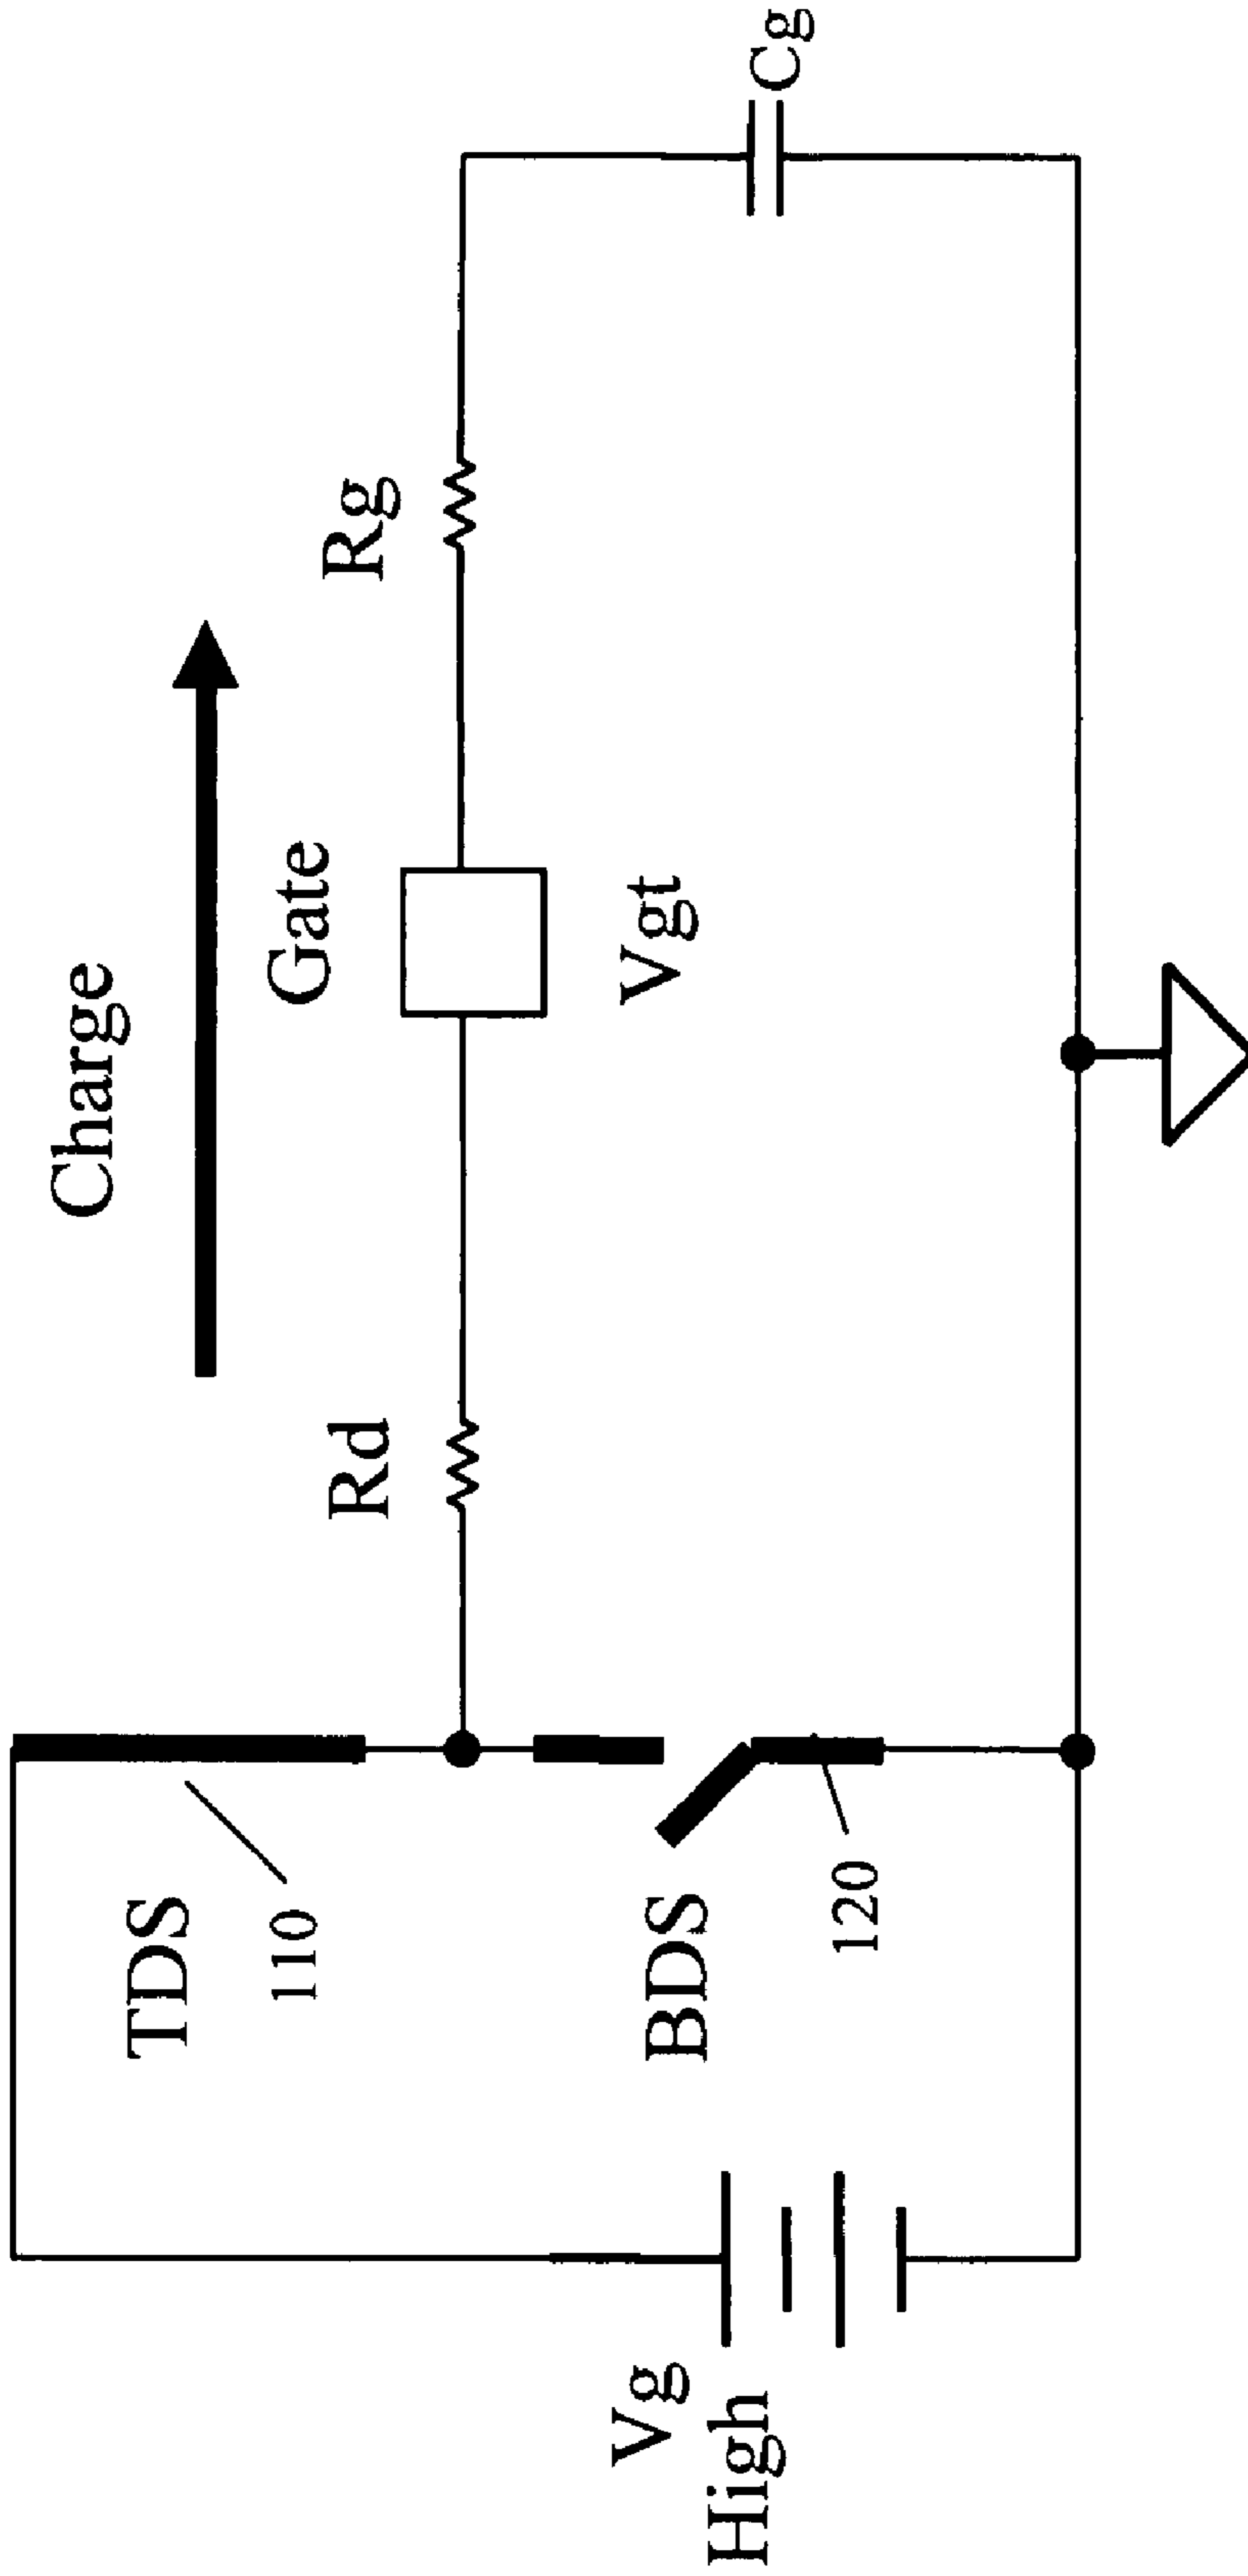 Charge
TDS
110
Rd
Gate
Rg
Vgt
Vg
High
BDS
120
Cg